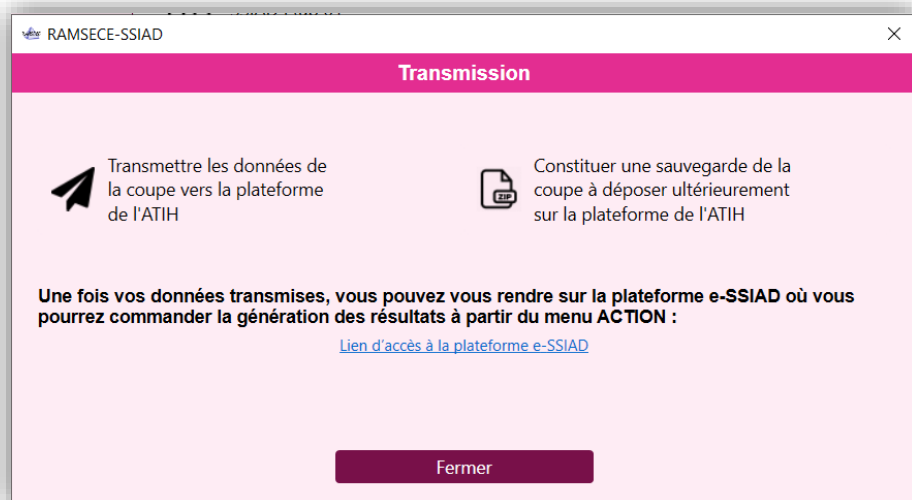 RAMSECE-SSIAD
Transmission
Transmettre les données de
la coupe vers la plateforme
de l'ATIH
ZIP
Constituer une sauvegarde de la
coupe à déposer ultérieurement
sur la plateforme de l'ATIH
Une fois vos données transmises, vous pouvez vous rendre sur la plateforme e-SSIAD où vous
pourrez commander la génération des résultats à partir du menu ACTION :
Lien d'accès à la plateforme e-SSIAD
Fermer